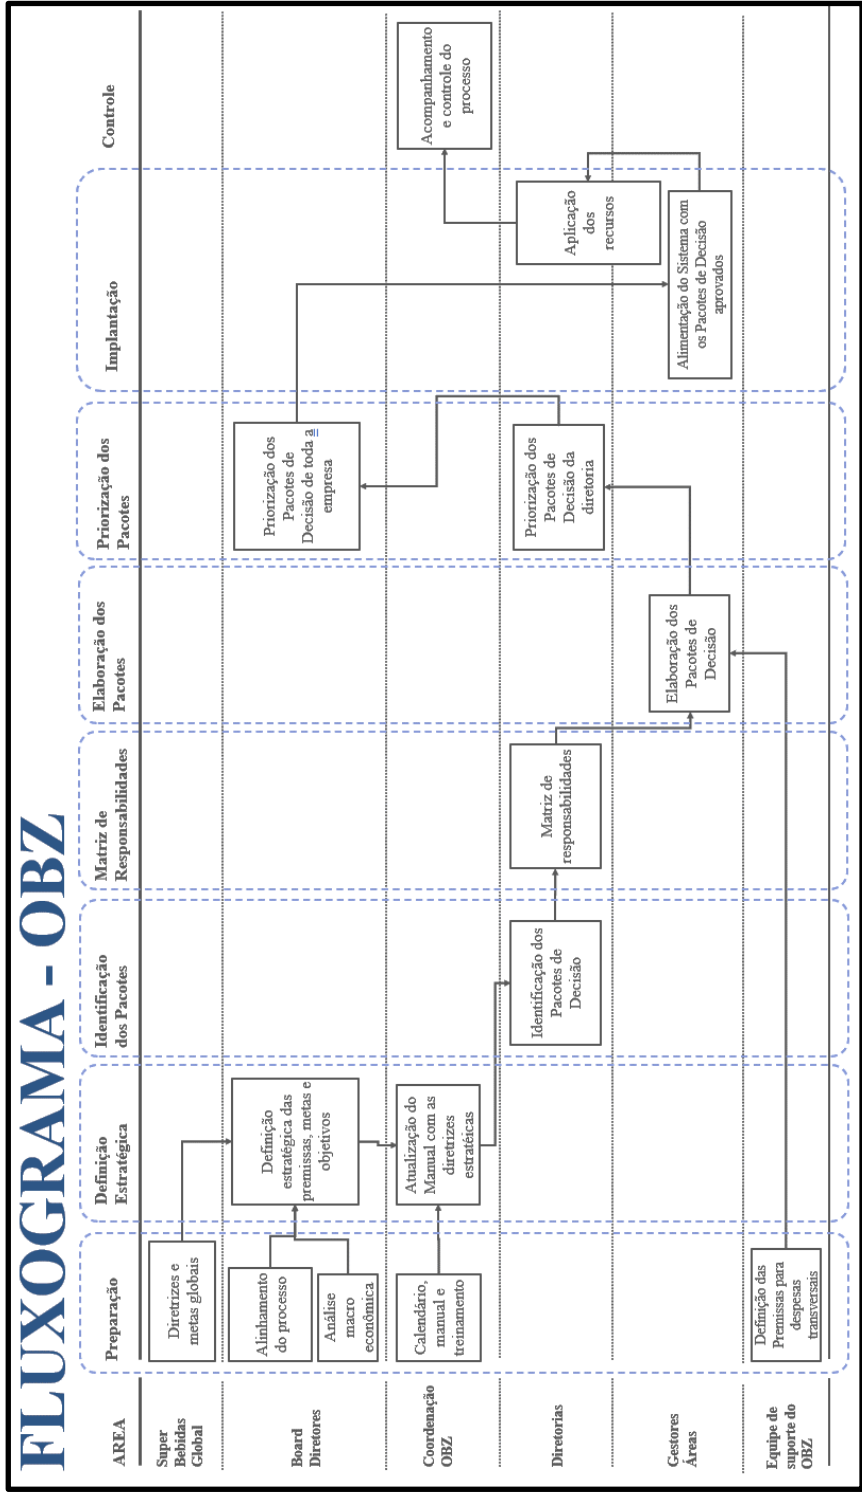 FLUXOGRAMA - OBZ
AREA
Preparação
Definição
Estratégica
Identificação
dos Pacotes
Matriz de
Responsabilidades
Elaboração dos
Pacotes
Priorização dos
Pacotes
Implantação
Controle
Super
Bebidas
Global
Diretrizes e
metas globais
Board
Diretores
Alinhamento
do processo
Análise
macro
econômica
Definição
estratégica das
premissas, metas e
objetivos
Priorização dos
Pacotes de
Decisão de toda a
empresa
Coordenação
OBZ
Calendário,
manual e
treinamento
Atualização do
Manual com as
diretrizes
estratéicas
Acompanhamento
e controle do
processo
Diretorias
Identificação dos
Pacotes de
Decisão
Matriz de
responsabilidades
Priorização dos
Pacotes de
Decisão da
diretoria
Aplicação
dos
recursos
Gestores
Áreas
Elaboração dos
Pacotes de
Decisão
Alimentação do Sistema com
os Pacotes de Decisão
aprovados
Equipe de
suporte do
OBZ
Definição das
Premissas para
despesas
transversais